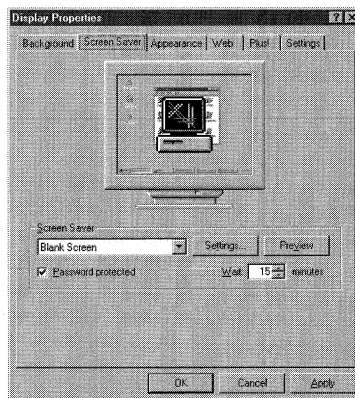 Display Properties
Background Screen Saver Appearance Web Plus! Settings
Screen Saver
Blank Screen Settings... Preview
Password protected Wait: 15 minutes
OK Cancel Apply